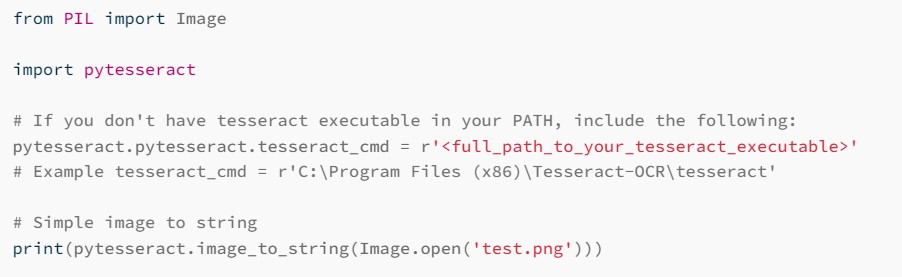 from PIL import Image
import pytesseract
# If you don't have tesseract executable in your PATH, include the following:
pytesseract.pytesseract.tesseract_cmd = r'<full_path_to_your_tesseract_executable>'
# Example tesseract_cmd = r'C:\Program Files (x86)\Tesseract-OCR\tesseract'
# Simple image to string
print(pytesseract.image_to_string(Image.open('test.png')))